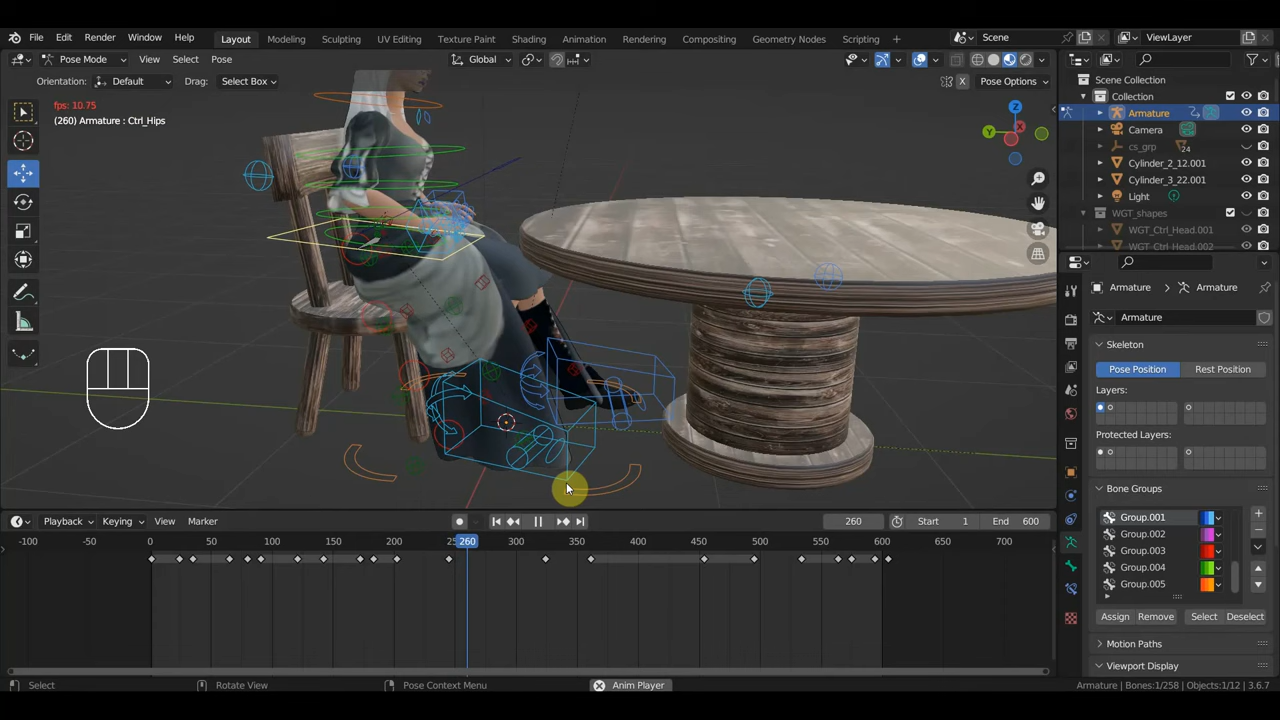 File Edit Render Window Help Layout Modeling Sculpting UV Editing Texture Paint Shading Animation Rendering Compositing Geometry Nodes Scripting + Scene ViewLayer
Pose Mode View Select Pose Global X Pose Options
Orientation: Default Drag: Select Box
fps: 10.75
(260) Armature : Ctrl_Hips
Scene Collection
Collection
Armature
Camera
cs_grp 24
Cylinder_2_12.001
Cylinder_3_22.001
Light
WGT_shapes
WGT_Ctrl_Head.001
WGT_Ctrl_Head.002
Z
Y
X
Armature Armature
Armature
Skeleton
Pose Position Rest Position
Layers:
Protected Layers:
Bone Groups
Group.001
Group.002
Group.003
Group.004
Group.005
Assign Remove Select Deselect
Motion Paths
Viewport Display
Playback Keying View Marker 260 Start 1 End 600
-100 -50 0 50 100 150 200 260 300 350 400 450 500 550 600 650 700
Select Rotate View Pose Context Menu Anim Player Armature | Bones:1/258 | Objects:1/12 | 3.6.7